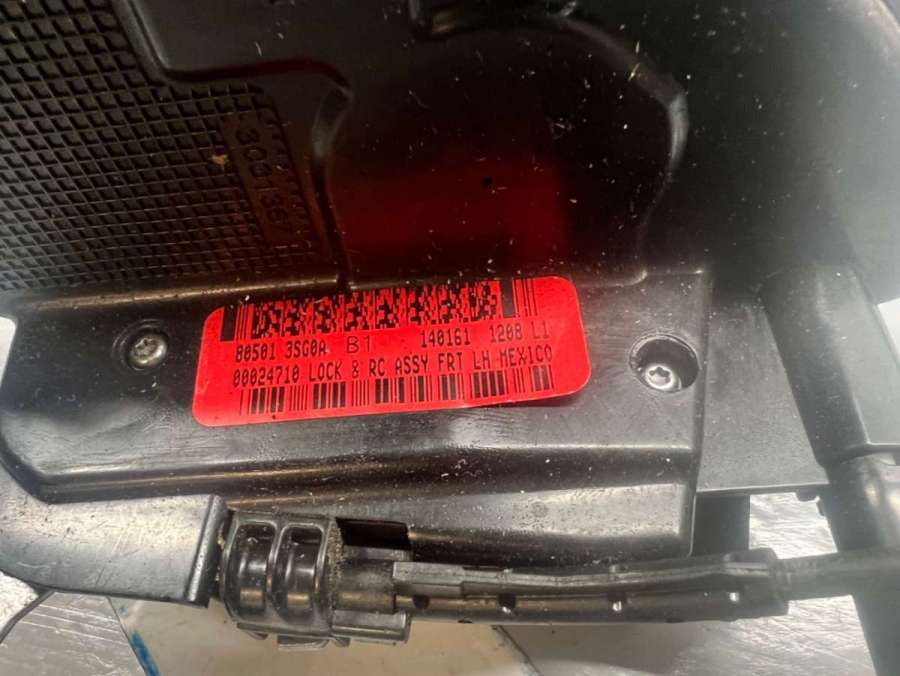 80501 3SG0A B1 140161 1208 L1
00024710 LOCK & RC ASSY FRT LH MEXICO